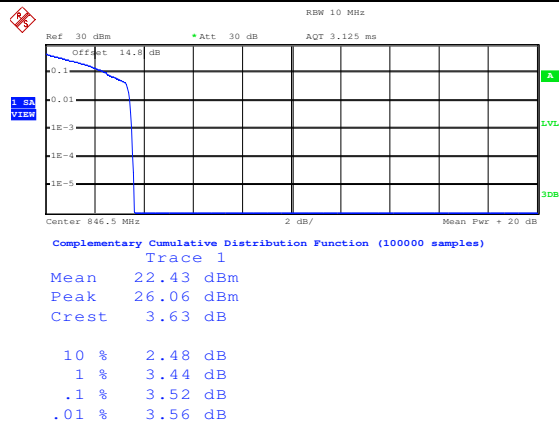 RBW 10 MHz
Ref 30 dBm *Att 30 dB AQT 3.125 ms
Offset 14.8 dB
0.1
A
0.01
1 SA
VIEW
LVL
1E-3
1E-4
1E-5
3DB
Center 846.5 MHz 2 dB/ Mean Pwr + 20 dB
Complementary Cumulative Distribution Function (100000 samples)
Trace 1
Mean 22.43 dBm
Peak 26.06 dBm
Crest 3.63 dB
10 % 2.48 dB
1 % 3.44 dB
.1 % 3.52 dB
.01 % 3.56 dB